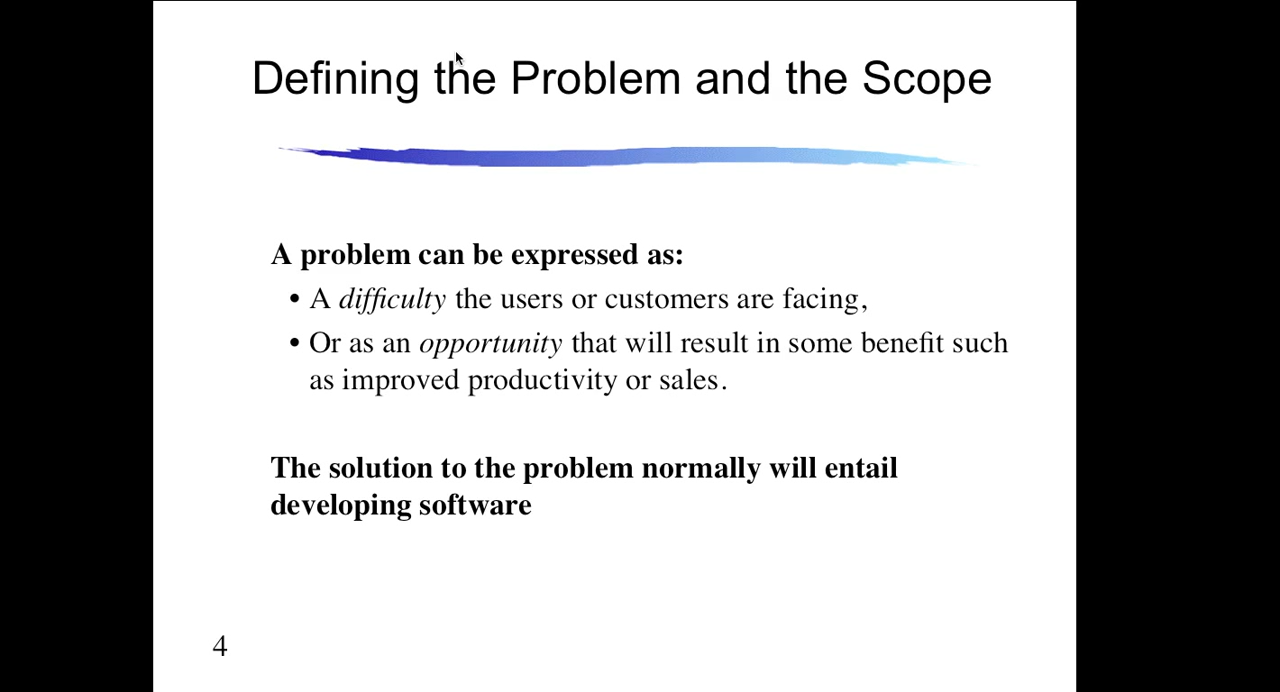 Defining the Problem and the Scope
A problem can be expressed as:
• A difficulty the users or customers are facing,
• Or as an opportunity that will result in some benefit such
as improved productivity or sales.
The solution to the problem normally will entail
developing software
4